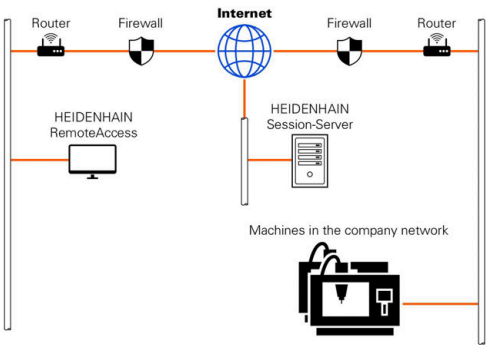 Internet
Router
Firewall
Firewall
Router
HEIDENHAIN
RemoteAccess
HEIDENHAIN
Session-Server
Machines in the company network